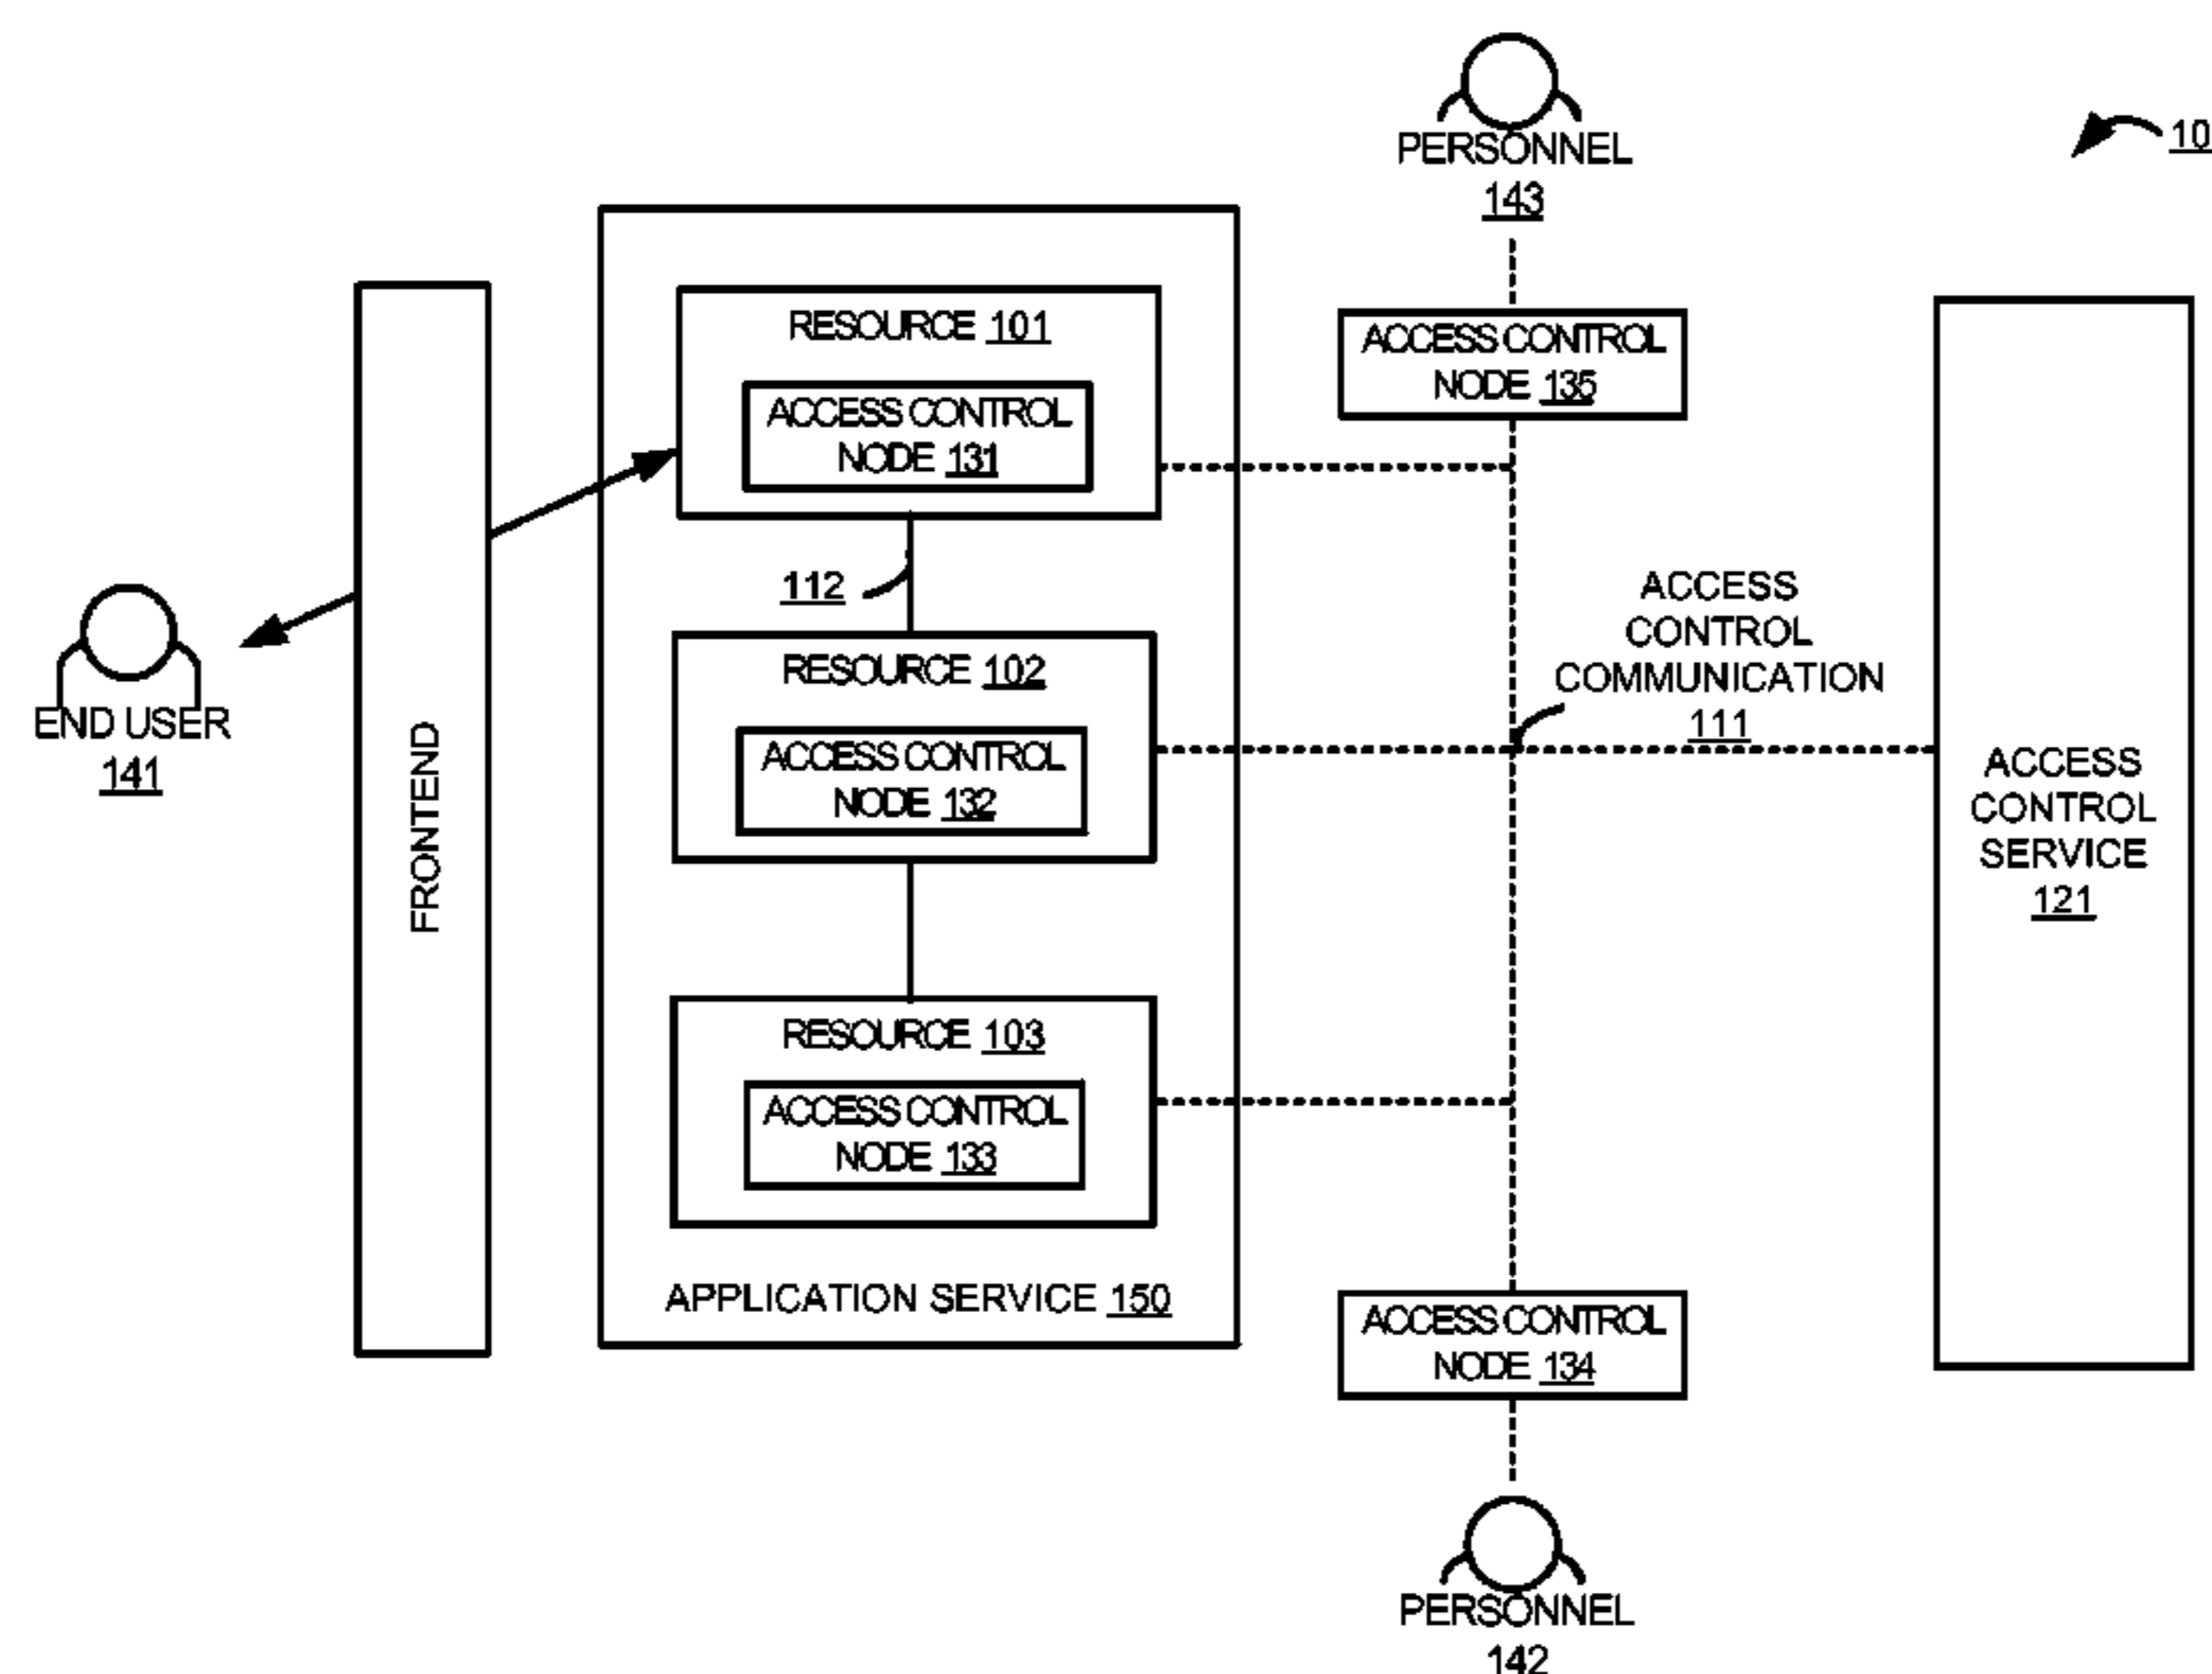 PERSONNEL
143
10
RESOURCE 101
ACCESS CONTROL
NODE 131
ACCESS CONTROL
NODE 135
112
ACCESS
CONTROL
COMMUNICATION
111
END USER
141
FRONTEND
RESOURCE 102
ACCESS CONTROL
NODE 132
ACCESS
CONTROL
SERVICE
121
RESOURCE 103
ACCESS CONTROL
NODE 133
APPLICATION SERVICE 150
ACCESS CONTROL
NODE 134
PERSONNEL
142